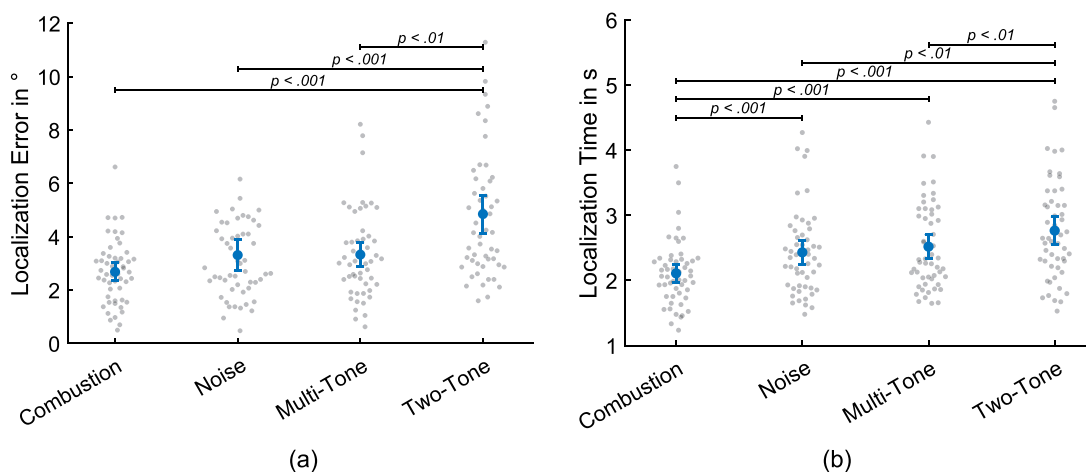 Localization Error in °
12
10
8
6
4
2
0
p < .01
p < .001
p < .001
Combustion
Noise
Multi-Tone
Two-Tone
(a)
Localization Time in s
6
5
4
3
2
1
p < .01
p < .01
p < .001
p < .001
p < .001
Combustion
Noise
Multi-Tone
Two-Tone
(b)